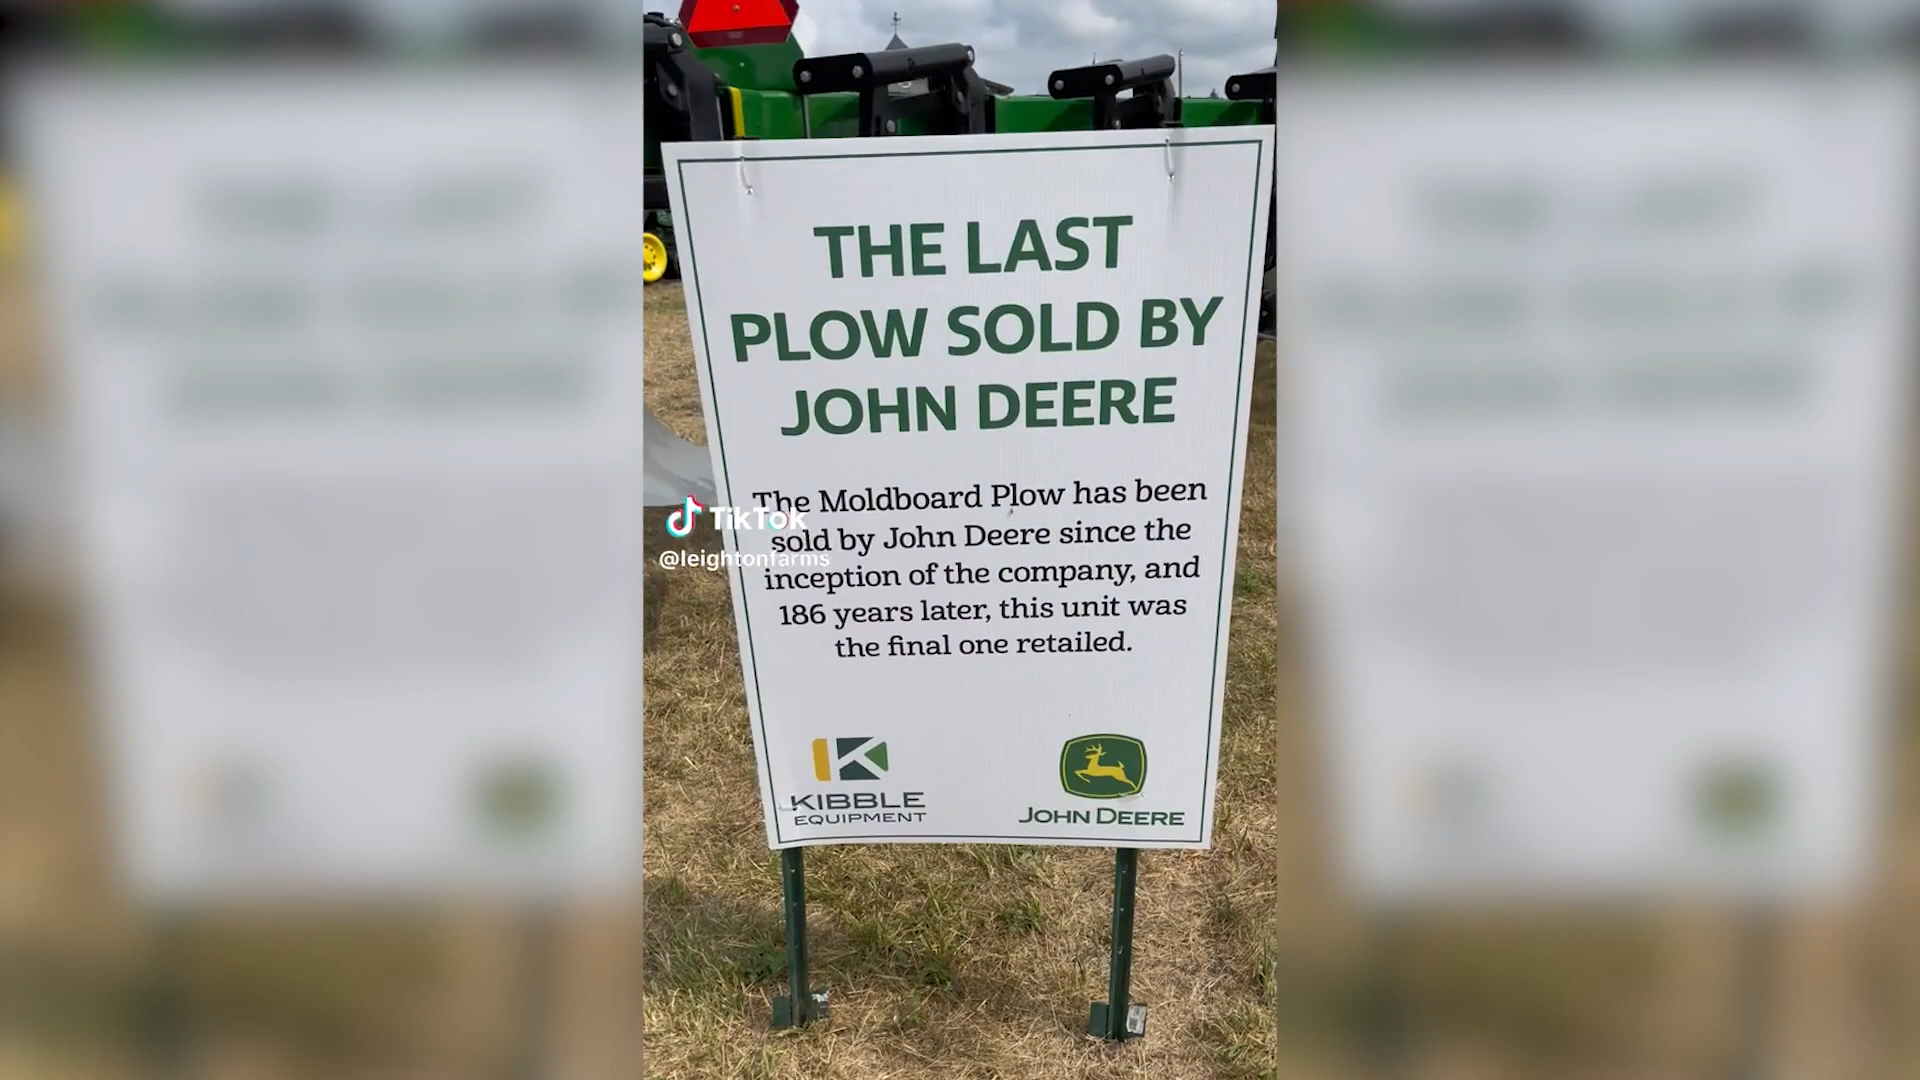 THE LAST
PLOW SOLD BY
JOHN DEERE
The Moldboard Plow has been
sold by John Deere since the
inception of the company, and
186 years later, this unit was
the final one retailed.
TikTok
@leightonfarms
KIBBLE
EQUIPMENT
JOHN DEERE